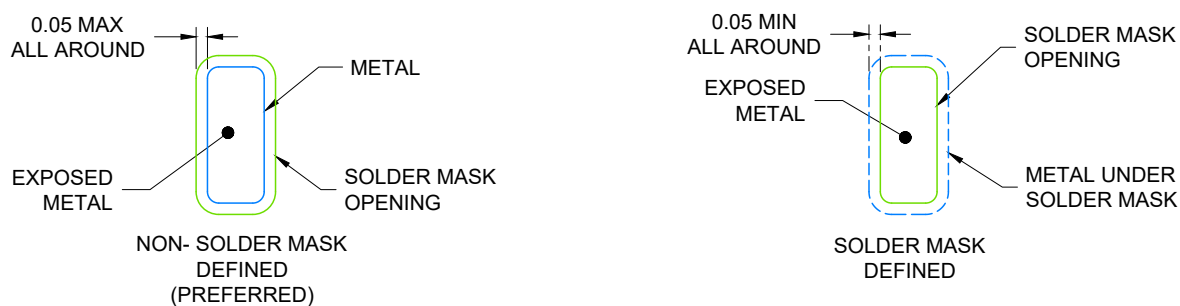 0.05 MAX
ALL AROUND
METAL
EXPOSED
METAL
SOLDER MASK
OPENING
NON- SOLDER MASK
DEFINED
(PREFERRED)
0.05 MIN
ALL AROUND
SOLDER MASK
OPENING
EXPOSED
METAL
METAL UNDER
SOLDER MASK
SOLDER MASK
DEFINED